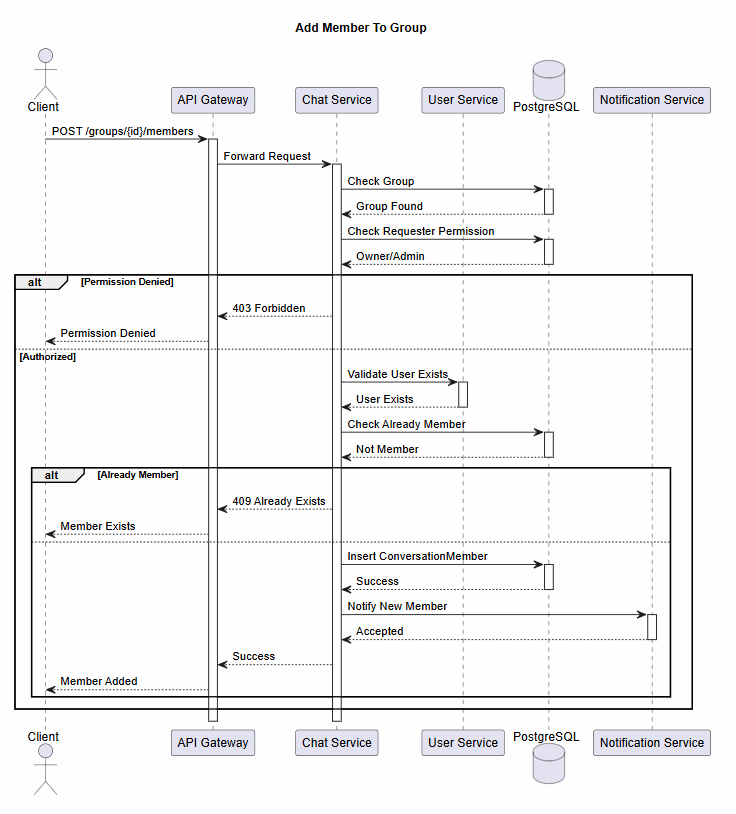 Add Member To Group
Client
API Gateway
Chat Service
User Service
PostgreSQL
Notification Service
POST /groups/{id}/members
Forward Request
Check Group
Group Found
Check Requester Permission
Owner/Admin
alt [Permission Denied]
403 Forbidden
Permission Denied
[Authorized]
Validate User Exists
User Exists
Check Already Member
Not Member
alt [Already Member]
409 Already Exists
Member Exists
Insert ConversationMember
Success
Notify New Member
Accepted
Success
Member Added
Client
API Gateway
Chat Service
User Service
PostgreSQL
Notification Service